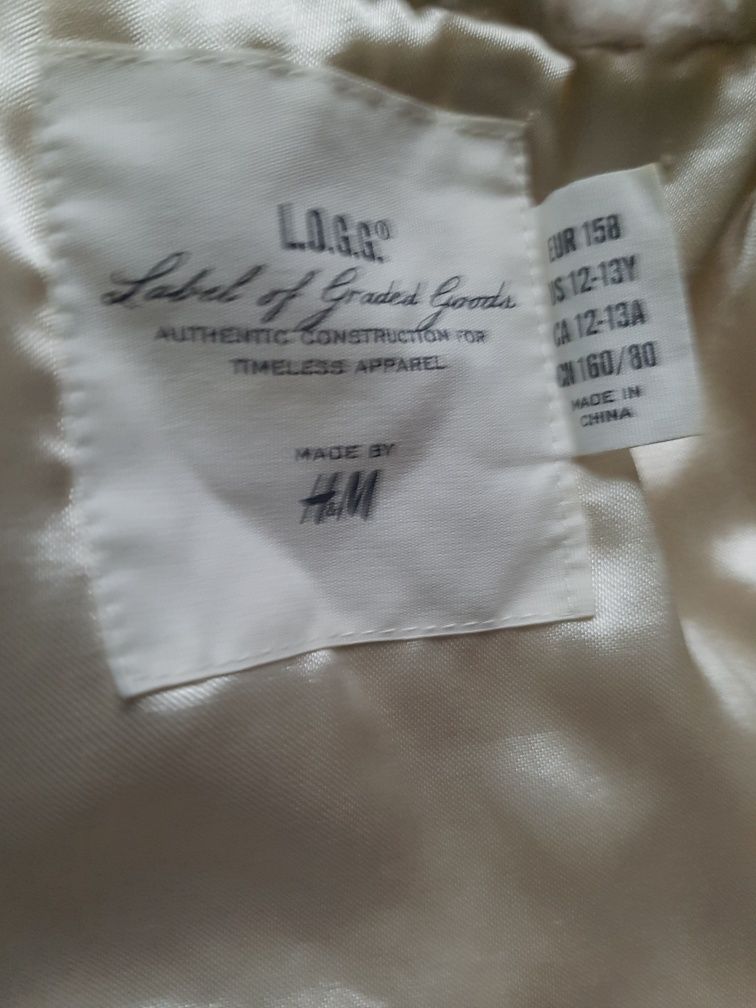 L.O.G.G.®
Label of Graded Goods
AUTHENTIC CONSTRUCTION FOR
TIMELESS APPAREL
MADE BY
H&M
EUR 158
US 12-13Y
CA 12-13A
CN 160/80
MADE IN
CHINA